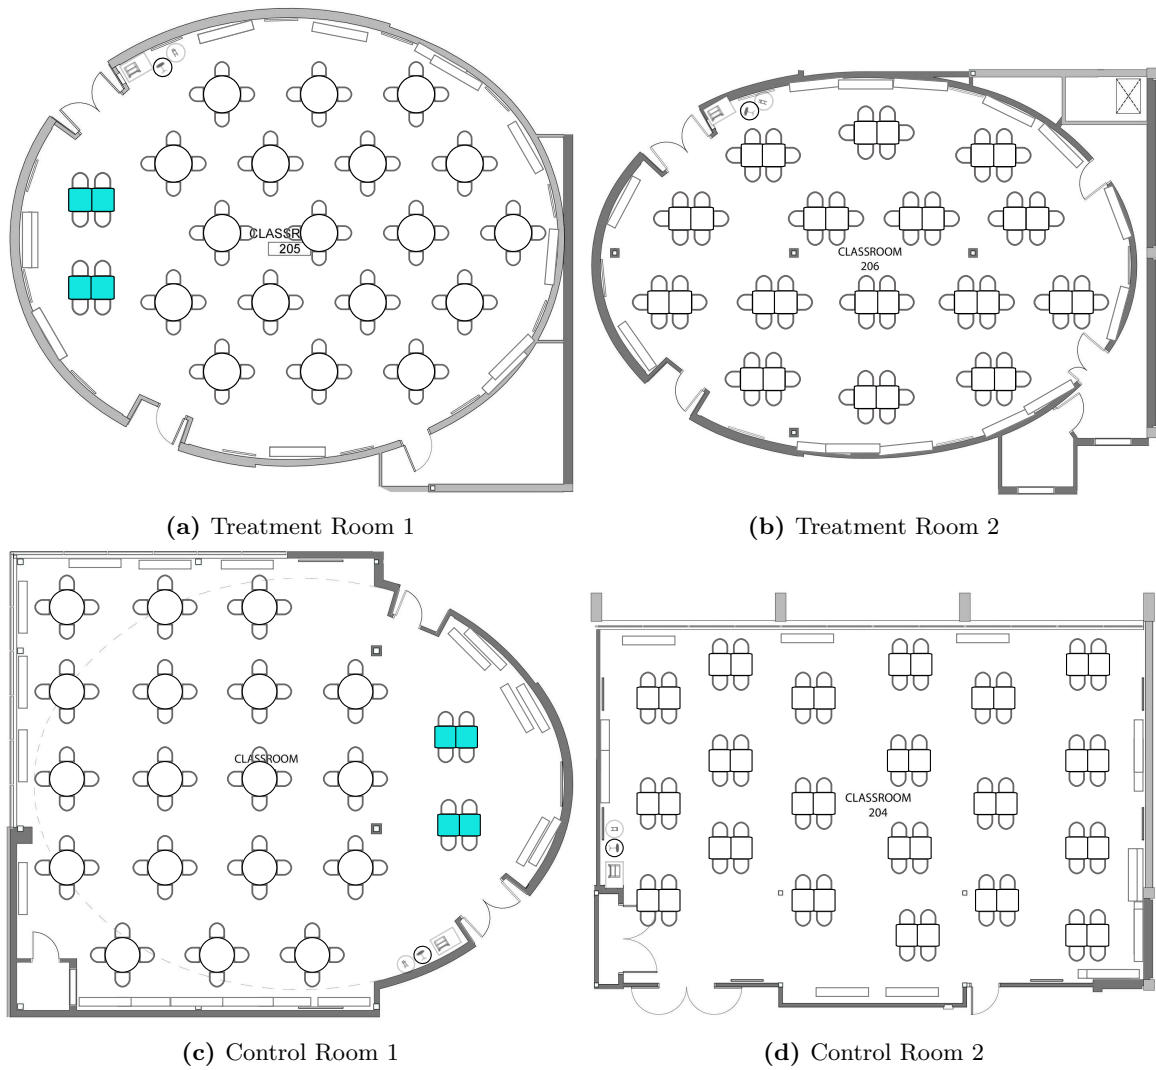 CLASSR
205
CLASSROOM
206
(a) Treatment Room 1
(b) Treatment Room 2
CLASSROOM
CLASSROOM
204
(c) Control Room 1
(d) Control Room 2